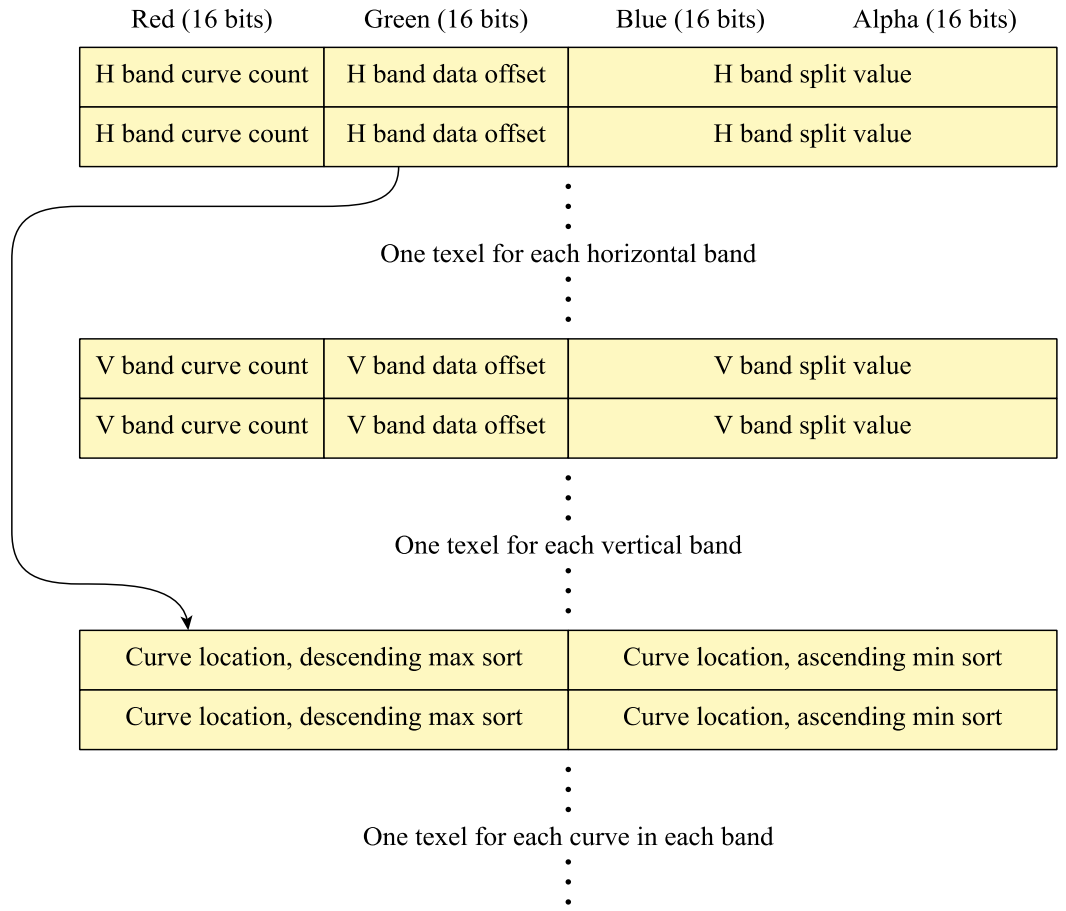 Red (16 bits) Green (16 bits) Blue (16 bits) Alpha (16 bits)
H band curve count H band data offset H band split value
H band curve count H band data offset H band split value
One texel for each horizontal band
V band curve count V band data offset V band split value
V band curve count V band data offset V band split value
One texel for each vertical band
Curve location, descending max sort Curve location, ascending min sort
Curve location, descending max sort Curve location, ascending min sort
One texel for each curve in each band